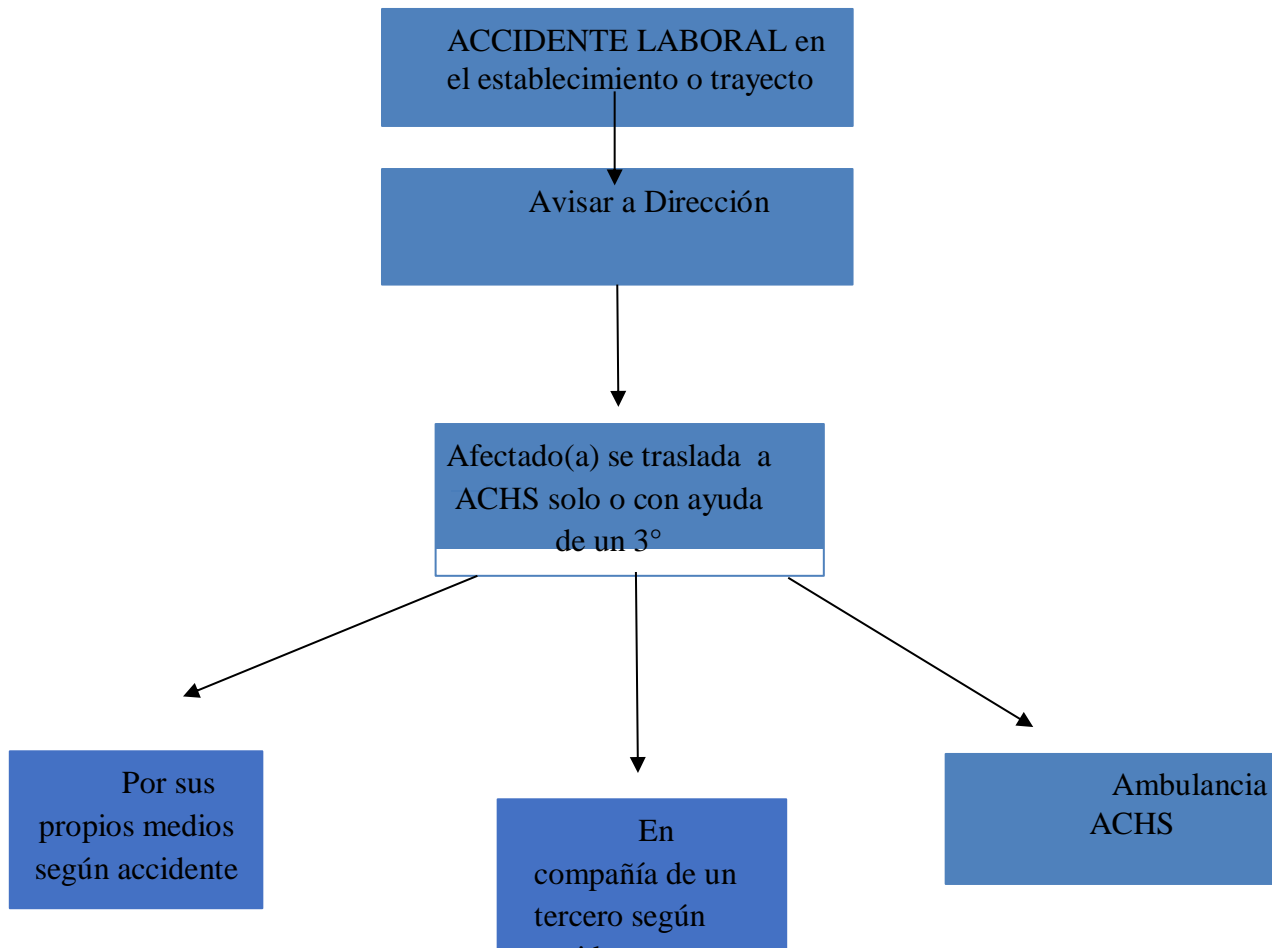 ACCIDENTE LABORAL en
el establecimiento o trayecto
Avisar a Dirección
Afectado(a) se traslada a
ACHS solo o con ayuda
de un 3°
Por sus
propios medios
según accidente
En
compañía de un
tercero según
Ambulancia
ACHS